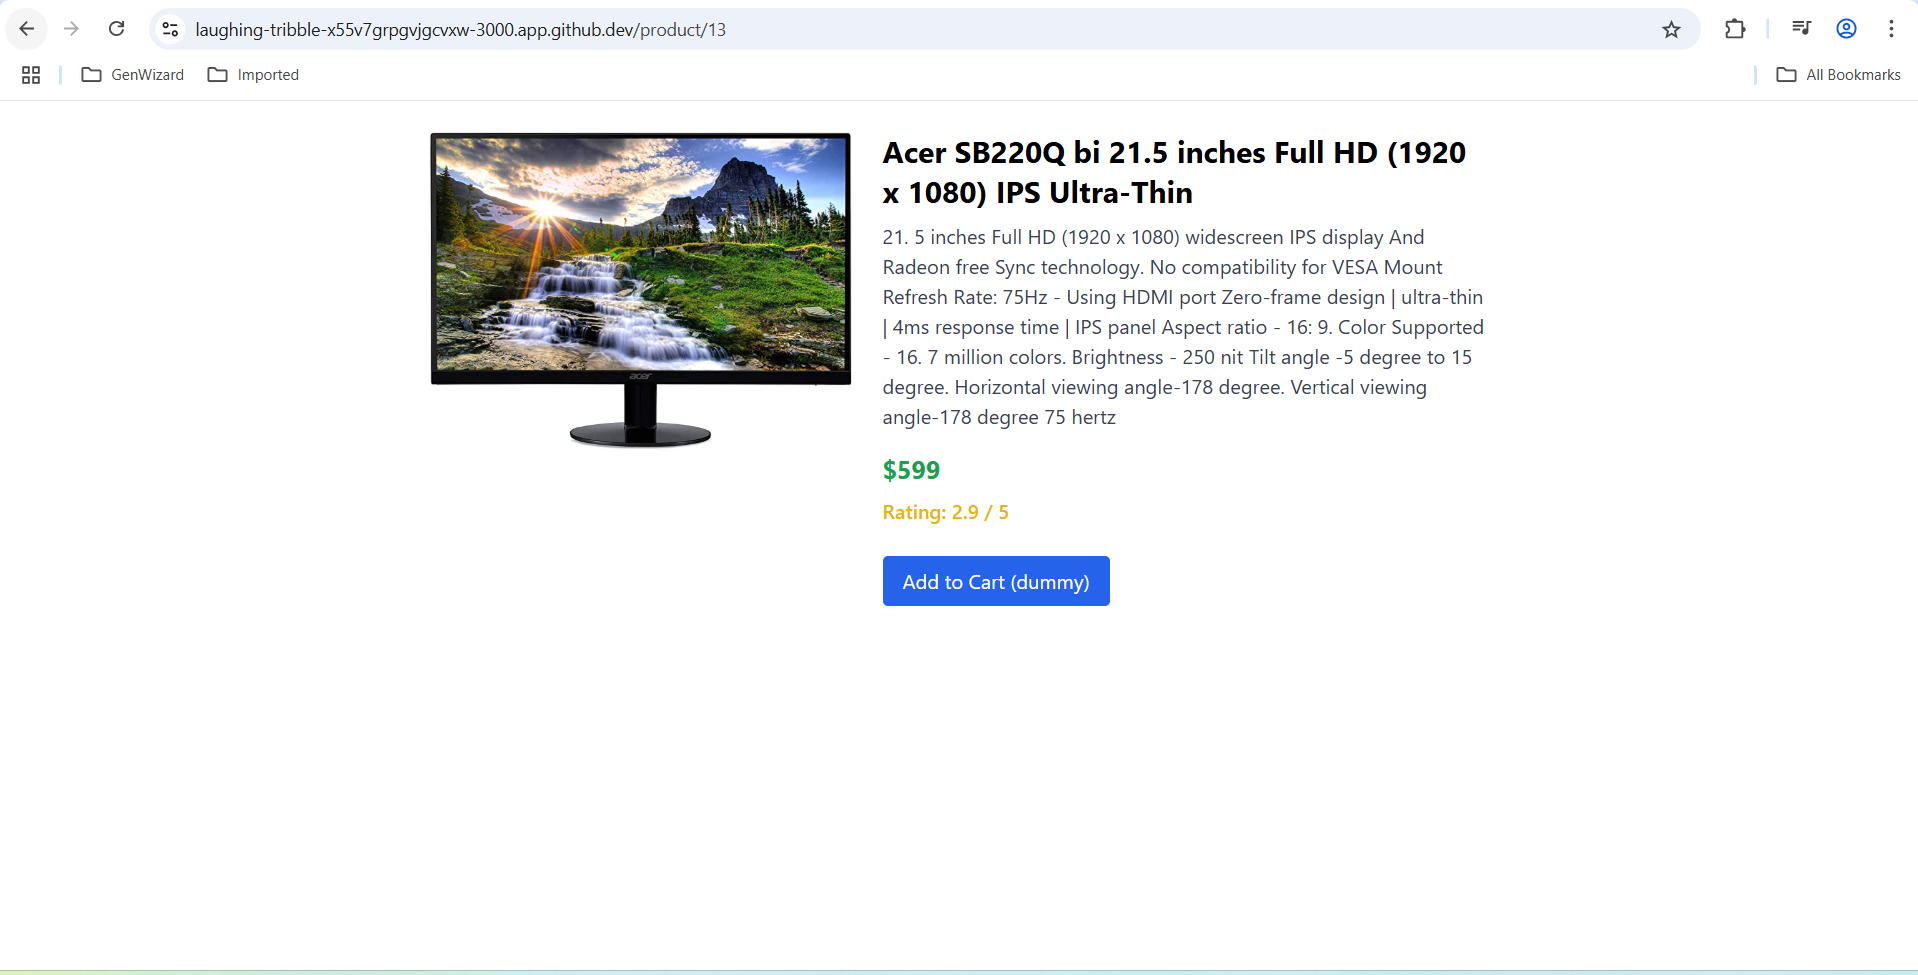 laughing-tribble-x55v7grpgvjgcvxw-3000.app.github.dev/product/13
GenWizard
Imported
All Bookmarks
acer
Acer SB220Q bi 21.5 inches Full HD (1920
x 1080) IPS Ultra-Thin
21. 5 inches Full HD (1920 x 1080) widescreen IPS display And
Radeon free Sync technology. No compatibility for VESA Mount
Refresh Rate: 75Hz - Using HDMI port Zero-frame design | ultra-thin
| 4ms response time | IPS panel Aspect ratio - 16: 9. Color Supported
- 16. 7 million colors. Brightness - 250 nit Tilt angle -5 degree to 15
degree. Horizontal viewing angle-178 degree. Vertical viewing
angle-178 degree 75 hertz
$599
Rating: 2.9 / 5
Add to Cart (dummy)